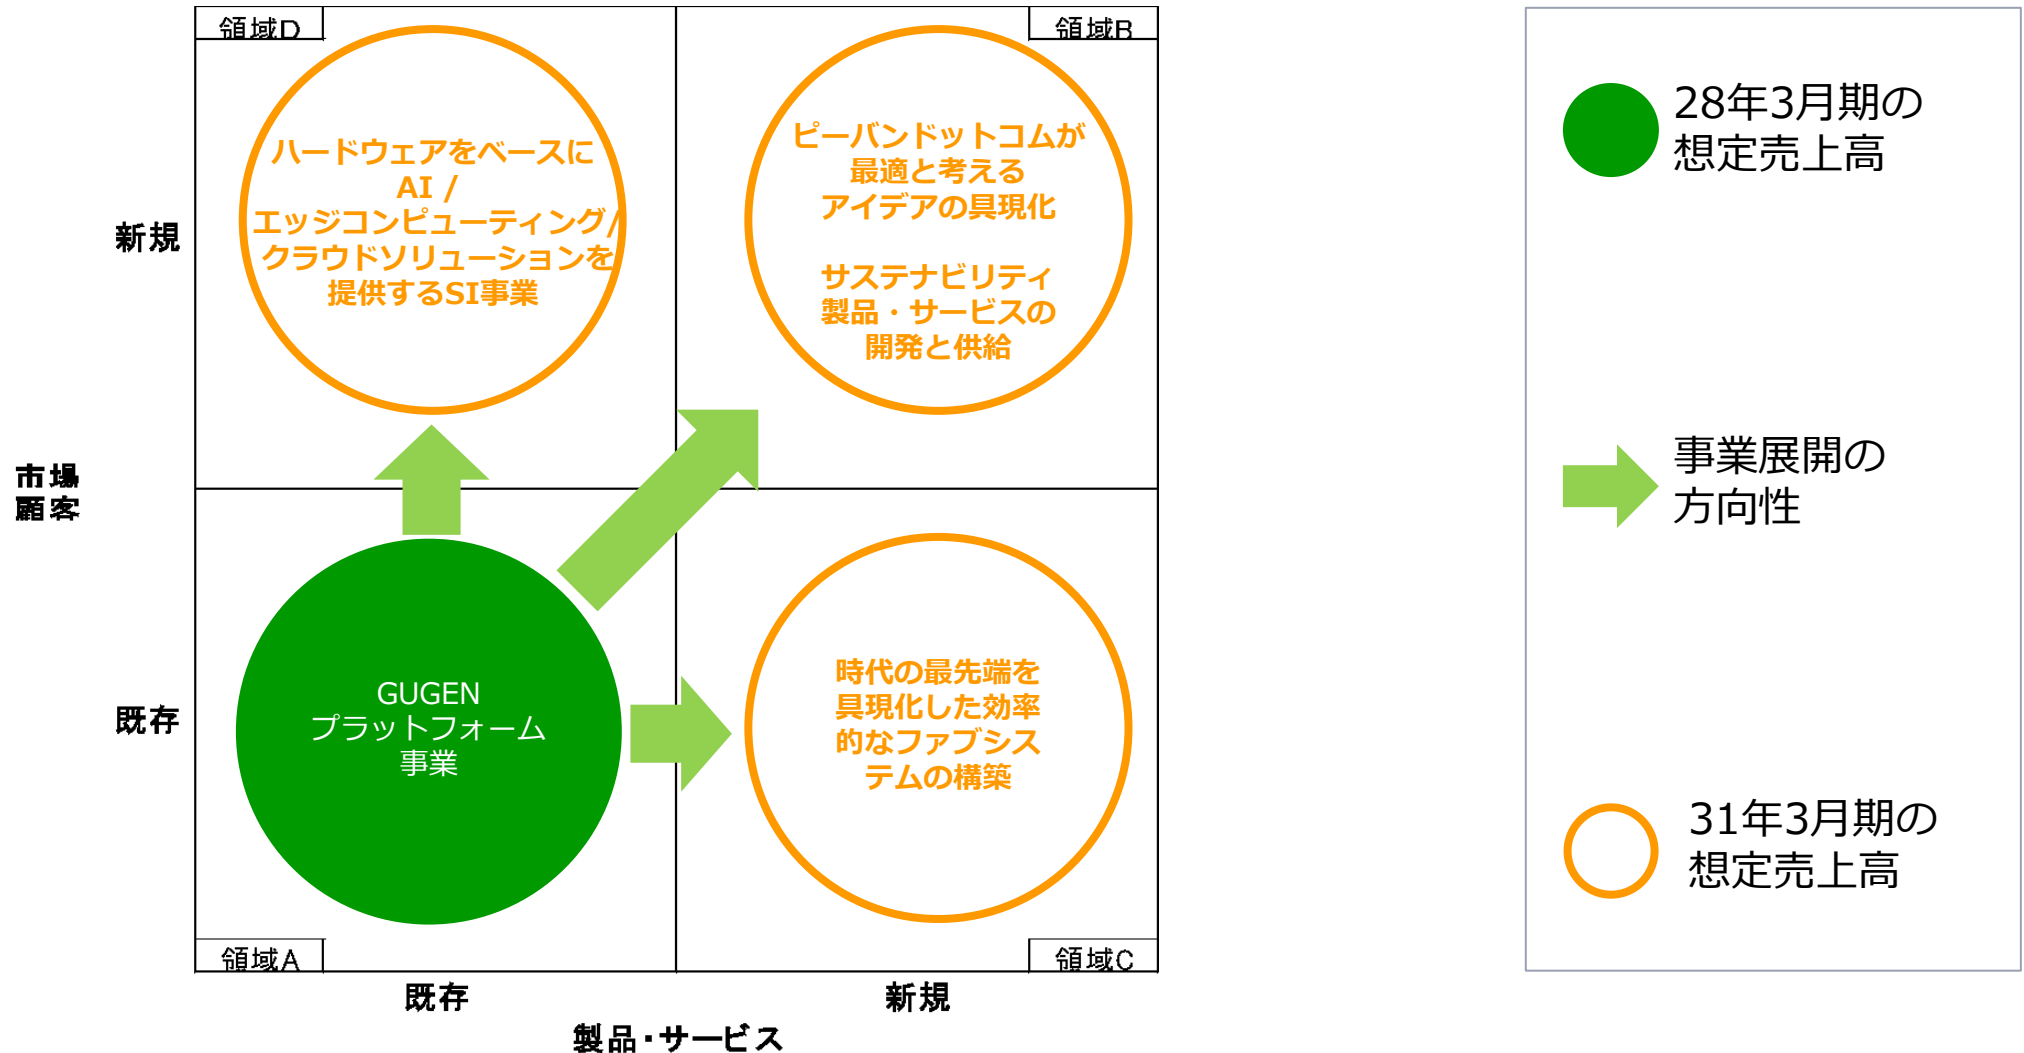 領域D
領域B
ハードウェアをベースに
AI /
エッジコンピューティング/
クラウドソリューションを
提供するSI事業
ピーバンドットコムが
最適と考える
アイデアの具現化
サステナビリティ
製品・サービスの
開発と供給
新規
市場
顧客
既存
GUGEN
プラットフォーム
事業
時代の最先端を
具現化した効率
的なファブシス
テムの構築
領域A
領域C
既存
新規
製品・サービス
28年3月期の
想定売上高
事業展開の
方向性
31年3月期の
想定売上高